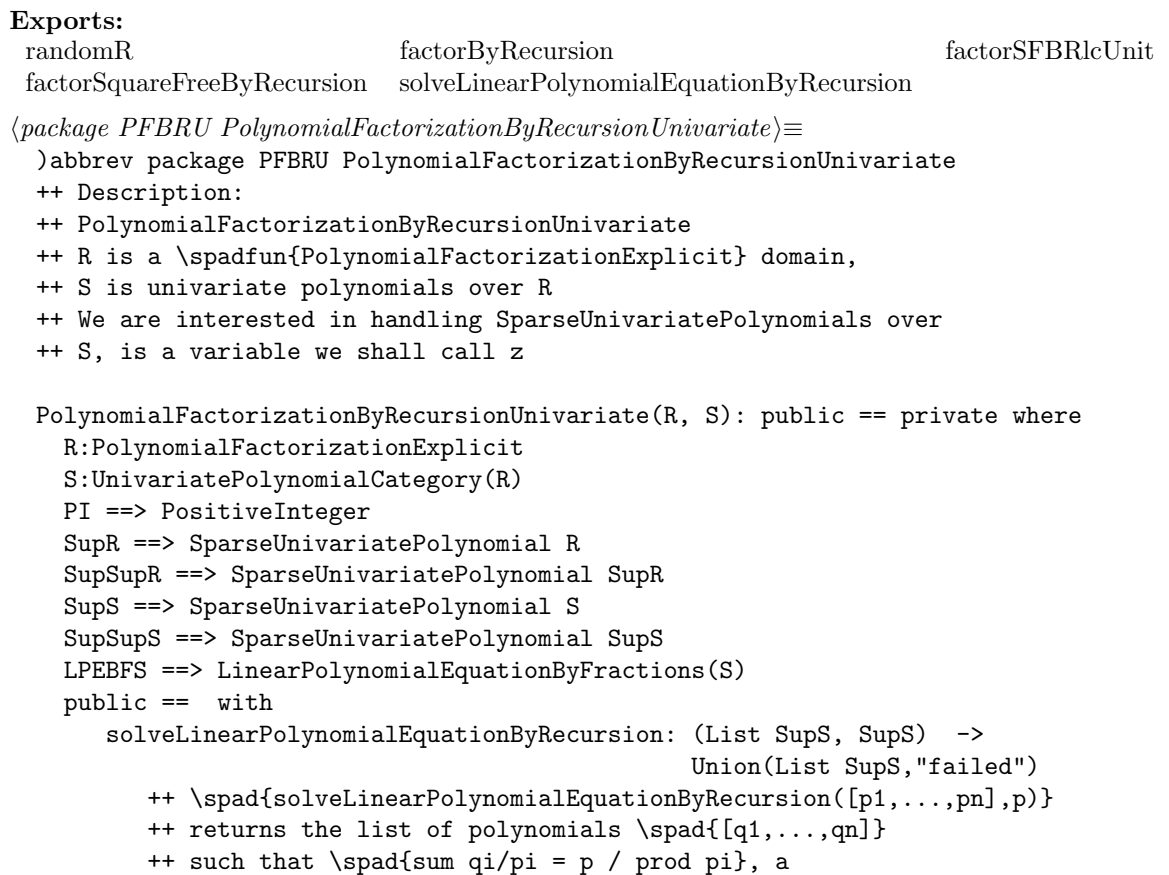 Exports:
randomR factorByRecursion factorSFBRlcUnit
factorSquareFreeByRecursion solveLinearPolynomialEquationByRecursion
⟨package PFBRU PolynomialFactorizationByRecursionUnivariate⟩≡
)abbrev package PFBRU PolynomialFactorizationByRecursionUnivariate
++ Description:
++ PolynomialFactorizationByRecursionUnivariate
++ R is a \spadfun{PolynomialFactorizationExplicit} domain,
++ S is univariate polynomials over R
++ We are interested in handling SparseUnivariatePolynomials over
++ S, is a variable we shall call z
PolynomialFactorizationByRecursionUnivariate(R, S): public == private where
R:PolynomialFactorizationExplicit
S:UnivariatePolynomialCategory(R)
PI ==> PositiveInteger
SupR ==> SparseUnivariatePolynomial R
SupSupR ==> SparseUnivariatePolynomial SupR
SupS ==> SparseUnivariatePolynomial S
SupSupS ==> SparseUnivariatePolynomial SupS
LPEBFS ==> LinearPolynomialEquationByFractions(S)
public == with
solveLinearPolynomialEquationByRecursion: (List SupS, SupS) ->
Union(List SupS,"failed")
++ \spad{solveLinearPolynomialEquationByRecursion([p1,...,pn],p)}
++ returns the list of polynomials \spad{[q1,...,qn]}
++ such that \spad{sum qi/pi = p / prod pi}, a